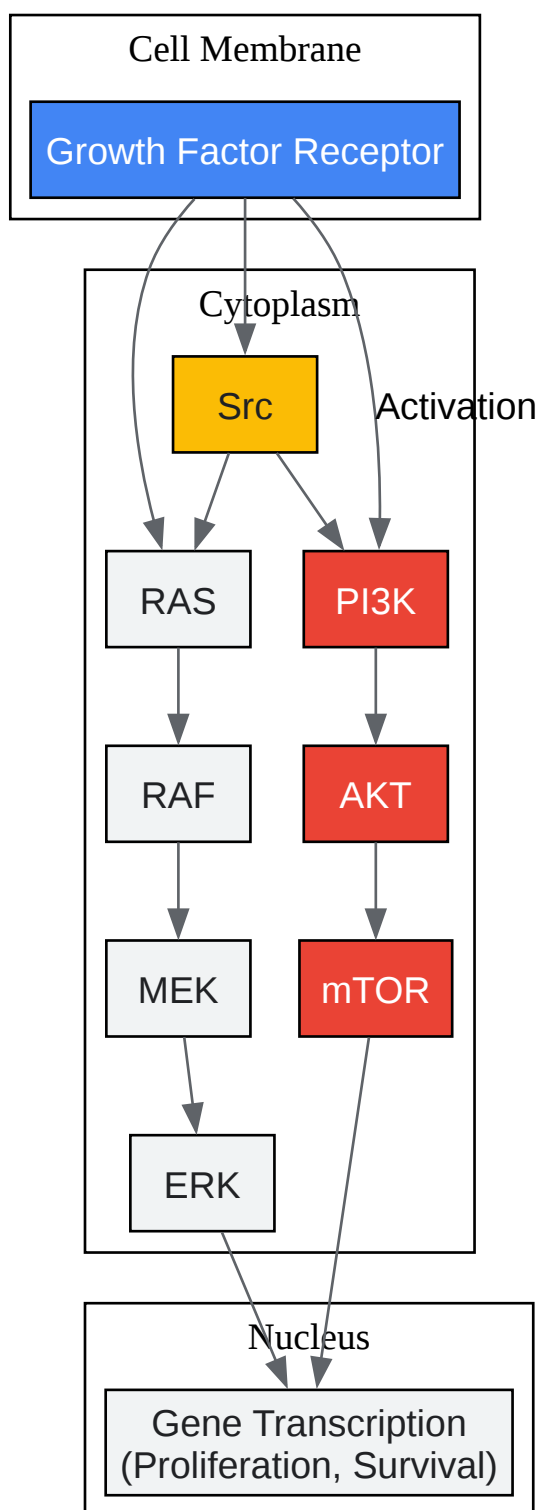 Cell Membrane
Growth Factor Receptor
Cytoplasm
Src
Activation
RAS
PI3K
RAF
AKT
MEK
mTOR
ERK
Nucleus
Gene Transcription
(Proliferation, Survival)